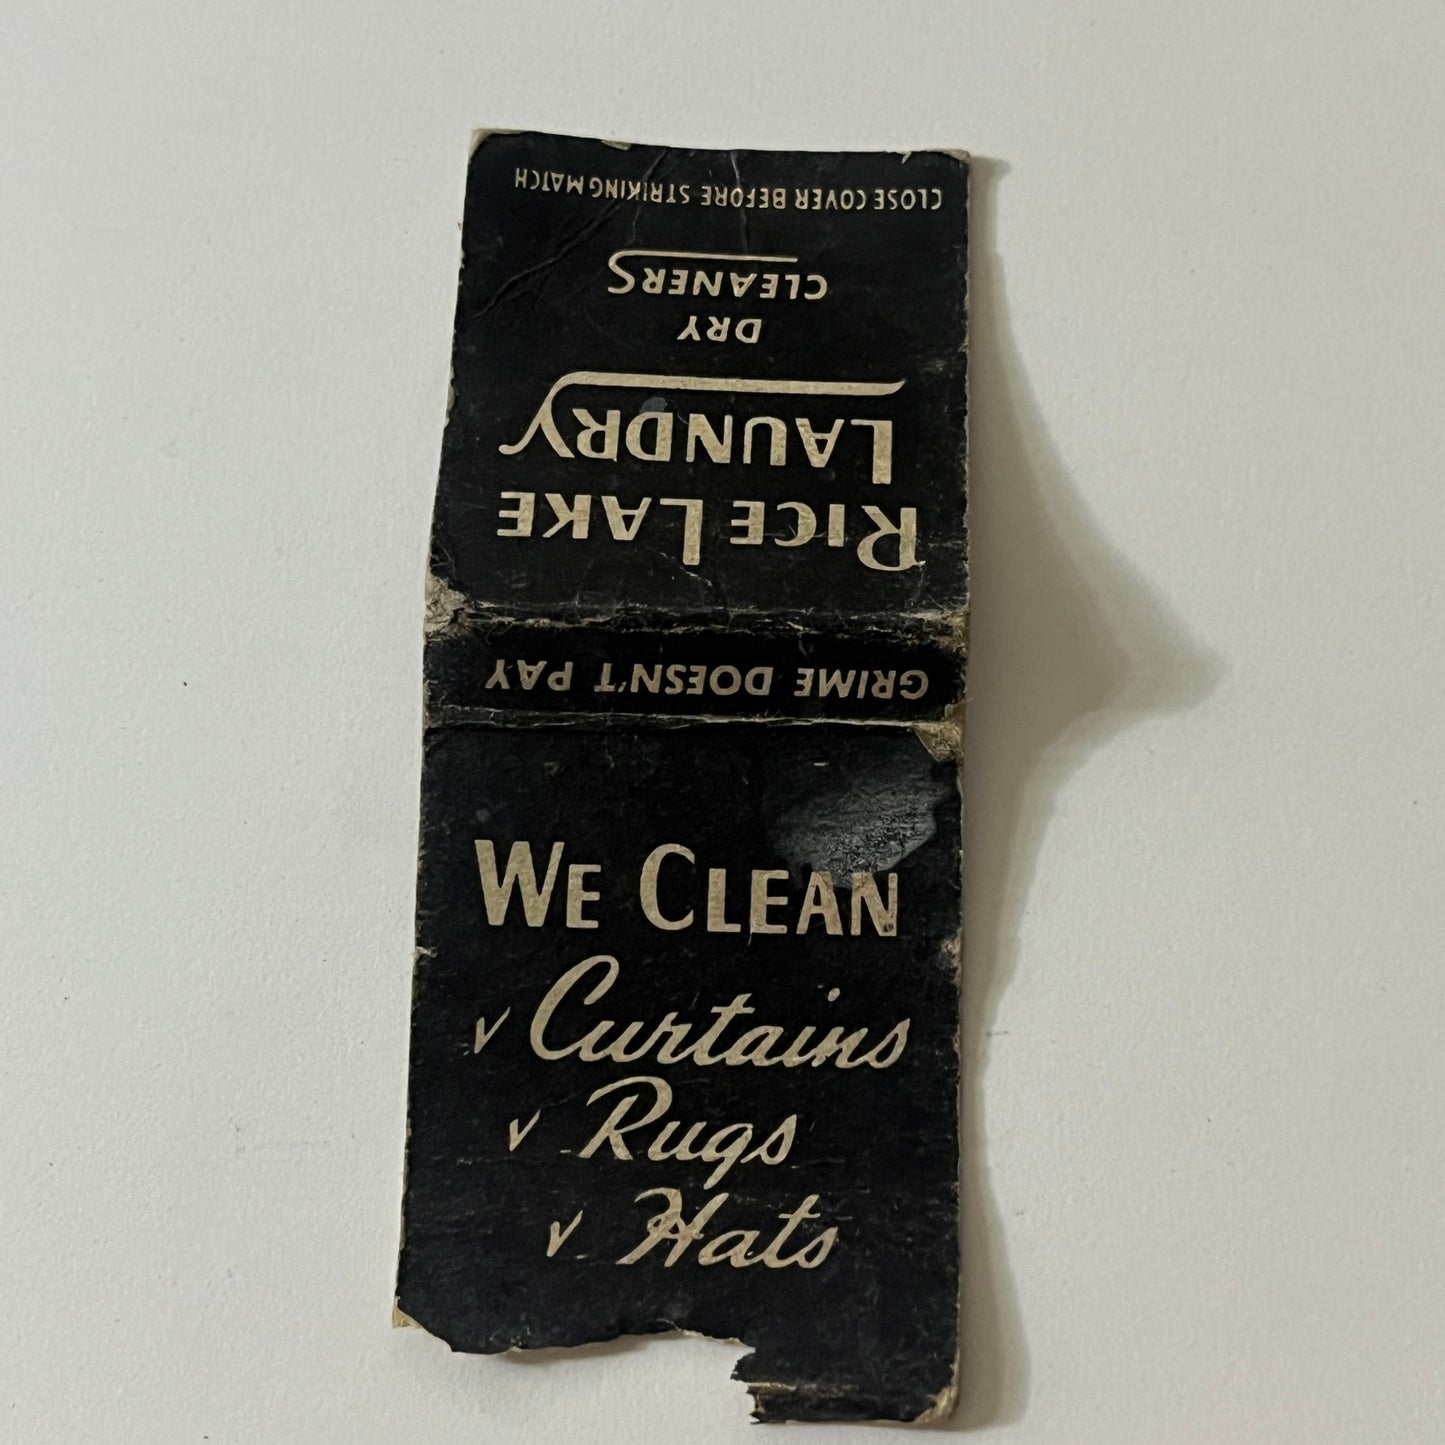 RICE LAKE
LAUNDRY
DRY
CLEANERS
CLOSE COVER BEFORE STRIKING MATCH
GRIME DOESN'T PAY
WE CLEAN
✓ Curtains
✓ Rugs
✓ Hats